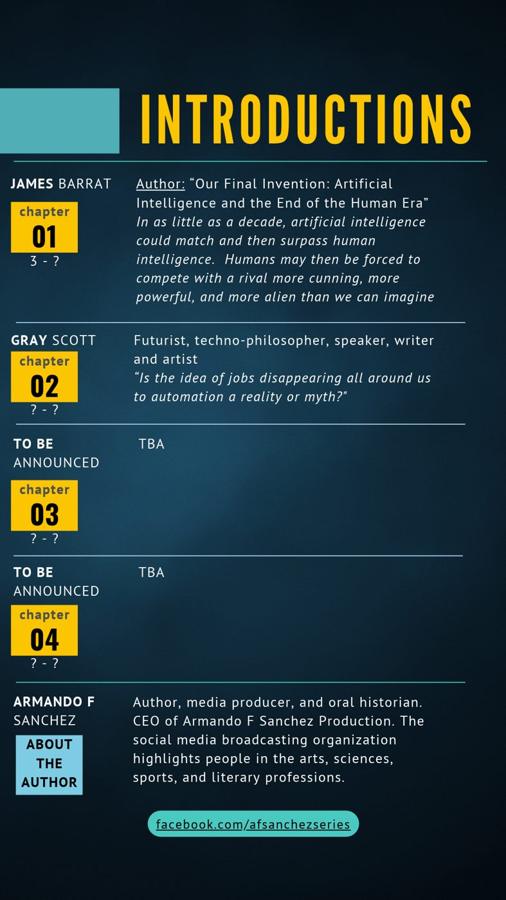 INTRODUCTIONS
JAMES BARRAT
chapter
01
3 - ?
Author: “Our Final Invention: Artificial
Intelligence and the End of the Human Era”
In as little as a decade, artificial intelligence
could match and then surpass human
intelligence. Humans may then be forced to
compete with a rival more cunning, more
powerful, and more alien than we can imagine
GRAY SCOTT
chapter
02
? - ?
Futurist, techno-philosopher, speaker, writer
and artist
“Is the idea of jobs disappearing all around us
to automation a reality or myth?"
TO BE
ANNOUNCED
chapter
03
? - ?
TBA
TO BE
ANNOUNCED
chapter
04
? - ?
TBA
ARMANDO F
SANCHEZ
ABOUT
THE
AUTHOR
Author, media producer, and oral historian.
CEO of Armando F Sanchez Production. The
social media broadcasting organization
highlights people in the arts, sciences,
sports, and literary professions.
facebook.com/afsanchezseries